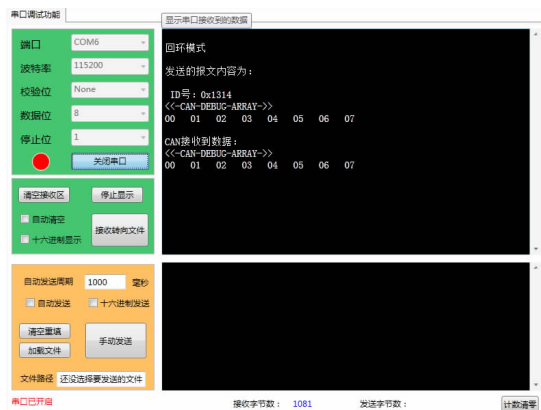 串口调试功能
显示串口接收到的数据
端口 COM6
波特率 115200
校验位 None
数据位 8
停止位 1
关闭串口
清空接收区 停止显示
自动清空
十六进制显示
接收转向文件
自动发送周期 1000 毫秒
自动发送 十六进制发送
清空重填
加载文件
手动发送
文件路径 还没选择要发送的文件
回环模式
发送的报文内容为:
ID号: 0x1314
<<-CAN-DEBUG-ARRAY->>
00 01 02 03 04 05 06 07
CAN接收到数据:
<<-CAN-DEBUG-ARRAY->>
00 01 02 03 04 05 06 07
串口已开启 接收字节数: 1081 发送字节数: 计数清零